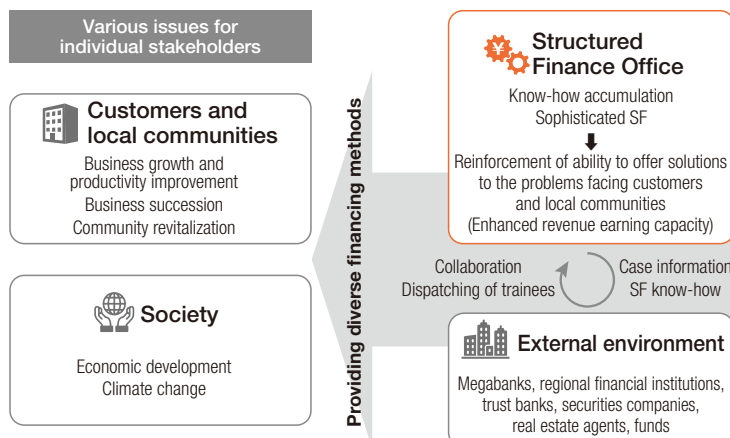 Various issues for
individual stakeholders
Customers and
local communities
Business growth and
productivity improvement
Business succession
Community revitalization
Society
Economic development
Climate change
Providing diverse financing methods
¥
Structured
Finance Office
Know-how accumulation
Sophisticated SF
Reinforcement of ability to offer solutions
to the problems facing customers
and local communities
(Enhanced revenue earning capacity)
Collaboration
Dispatching of trainees
Case information
SF know-how
External environment
Megabanks, regional financial institutions,
trust banks, securities companies,
real estate agents, funds